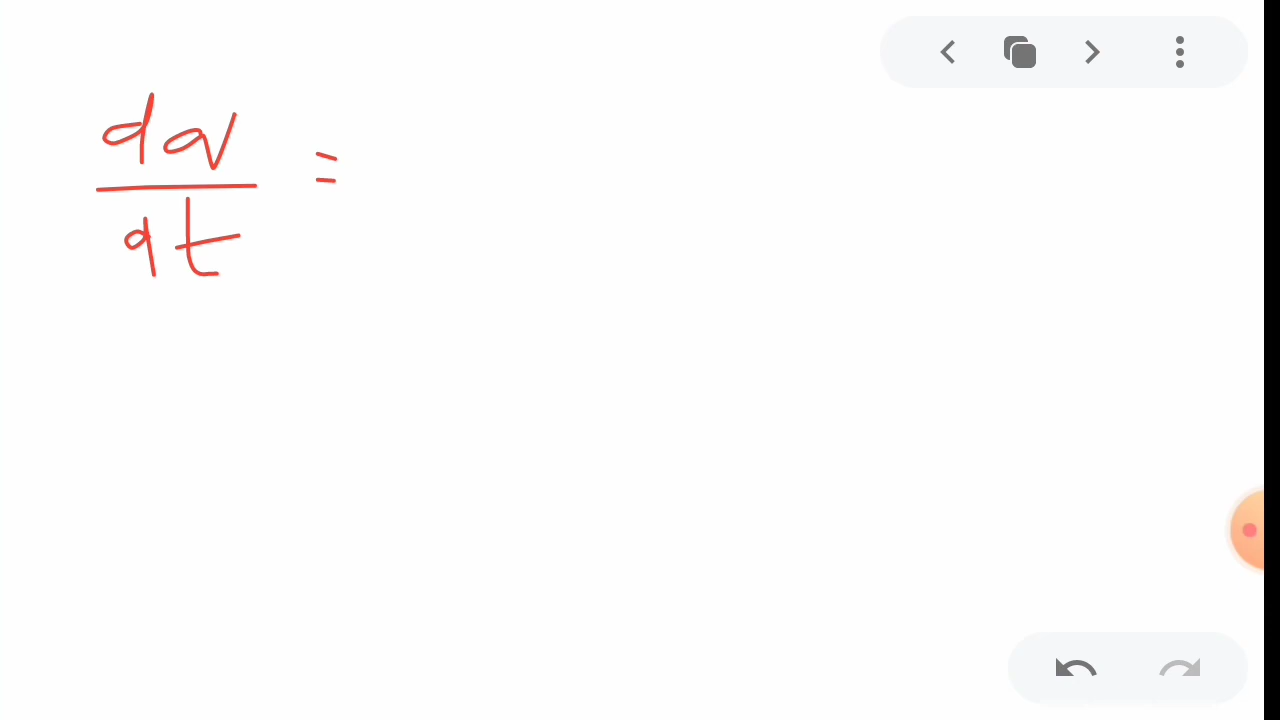 dv
dt =